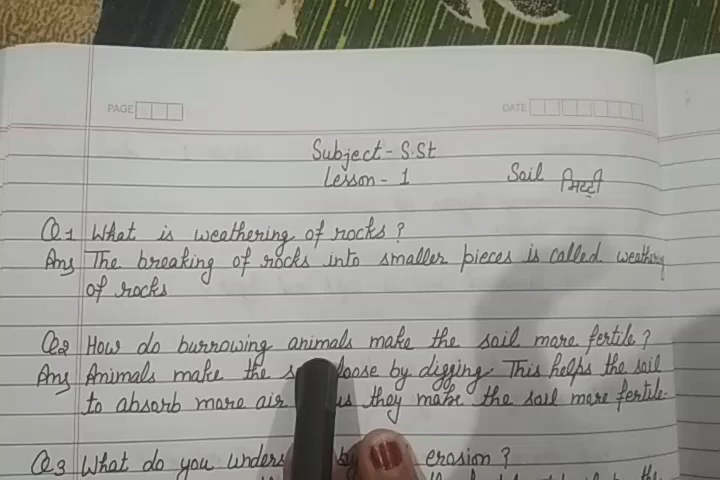 PAGE
DATE
Subject - S.St
Lesson - 1 Soil मिट्टी
Q1 What is weathering of rocks ?
Ans The breaking of rocks into smaller pieces is called weathering
of rocks
Q2 How do burrowing animals make the soil more fertile ?
Ans Animals make the loose by digging. This helps the soil
to absorb more air they make the soil more fertile.
Q3 What do you erosion ?